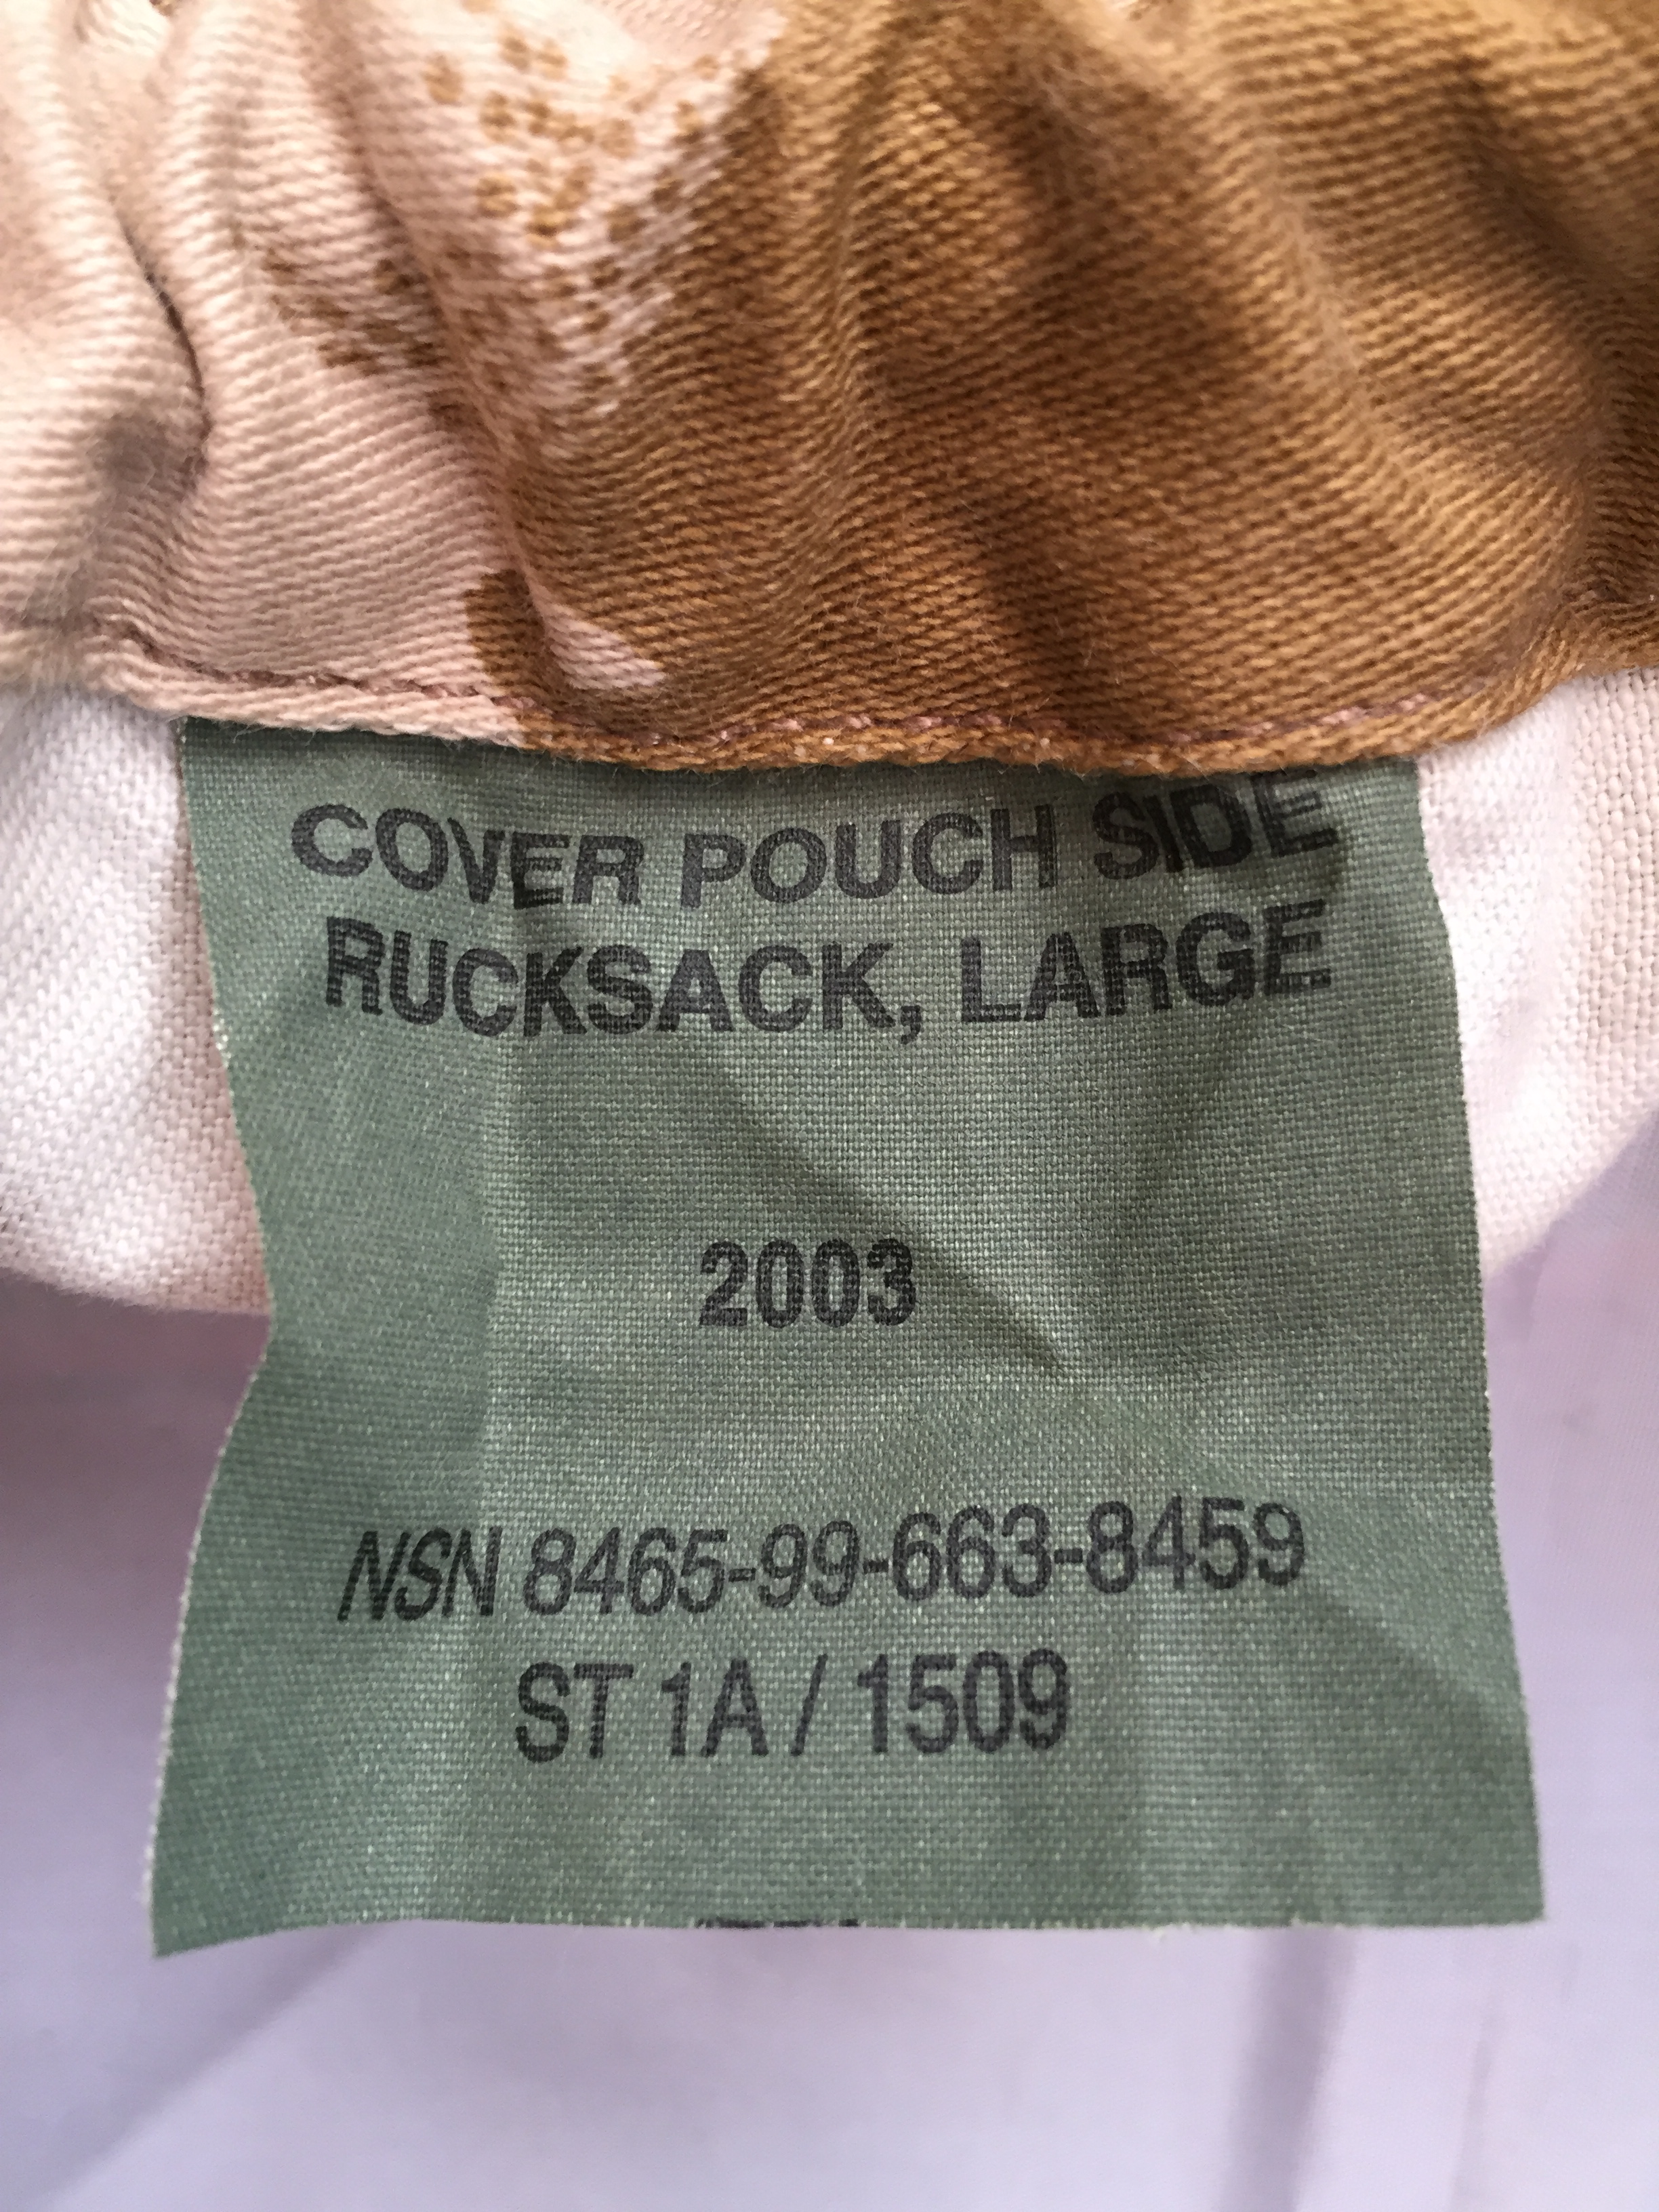 COVER POUCH SIDE
RUCKSACK, LARGE
2003
NSN 8465-99-663-8459
ST 1A / 1509